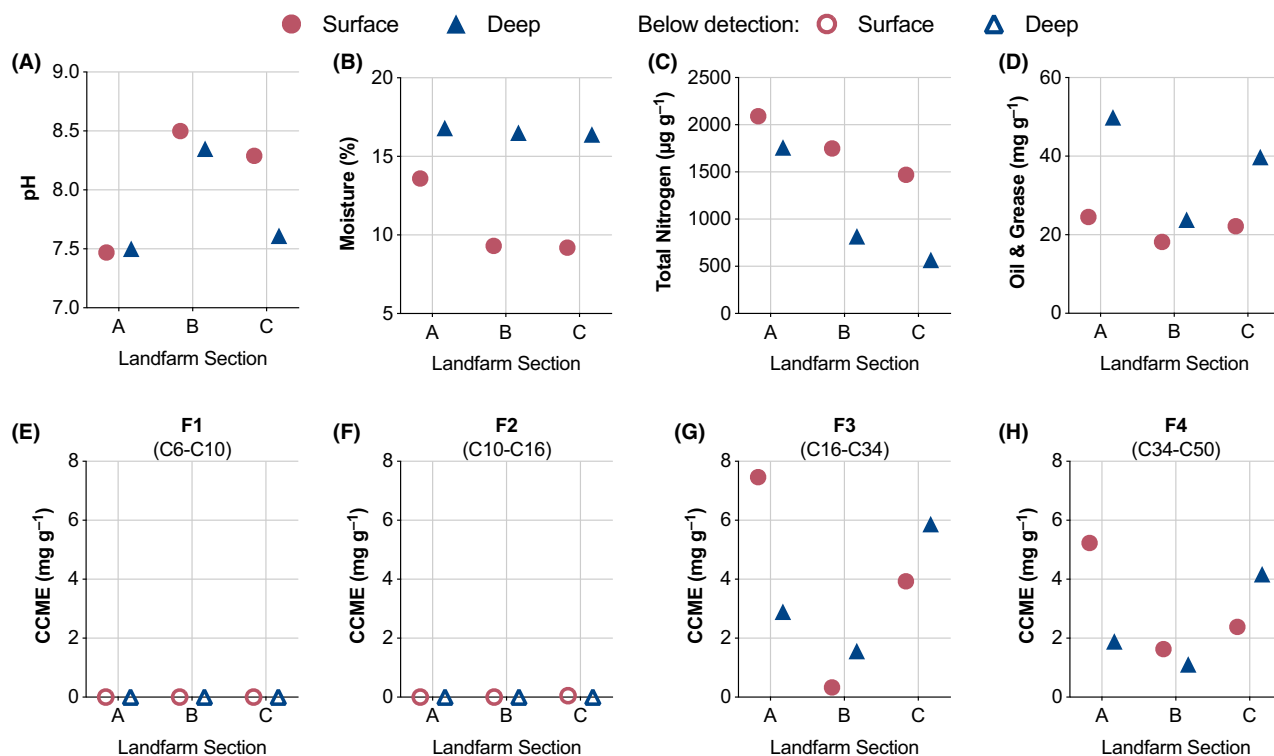 Surface Deep Below detection: Surface Deep
(A) (B) (C) (D)
pH
9.0
8.5
8.0
7.5
7.0
A B C
Landfarm Section
Moisture (%)
20
15
10
5
A B C
Landfarm Section
Total Nitrogen (µg g⁻¹)
2500
2000
1500
1000
500
0
A B C
Landfarm Section
Oil & Grease (mg g⁻¹)
60
40
20
0
A B C
Landfarm Section
(E) F1
(C6-C10)
CCME (mg g⁻¹)
8
6
4
2
0
A B C
Landfarm Section
(F) F2
(C10-C16)
CCME (mg g⁻¹)
8
6
4
2
0
A B C
Landfarm Section
(G) F3
(C16-C34)
CCME (mg g⁻¹)
8
6
4
2
0
A B C
Landfarm Section
(H) F4
(C34-C50)
CCME (mg g⁻¹)
8
6
4
2
0
A B C
Landfarm Section